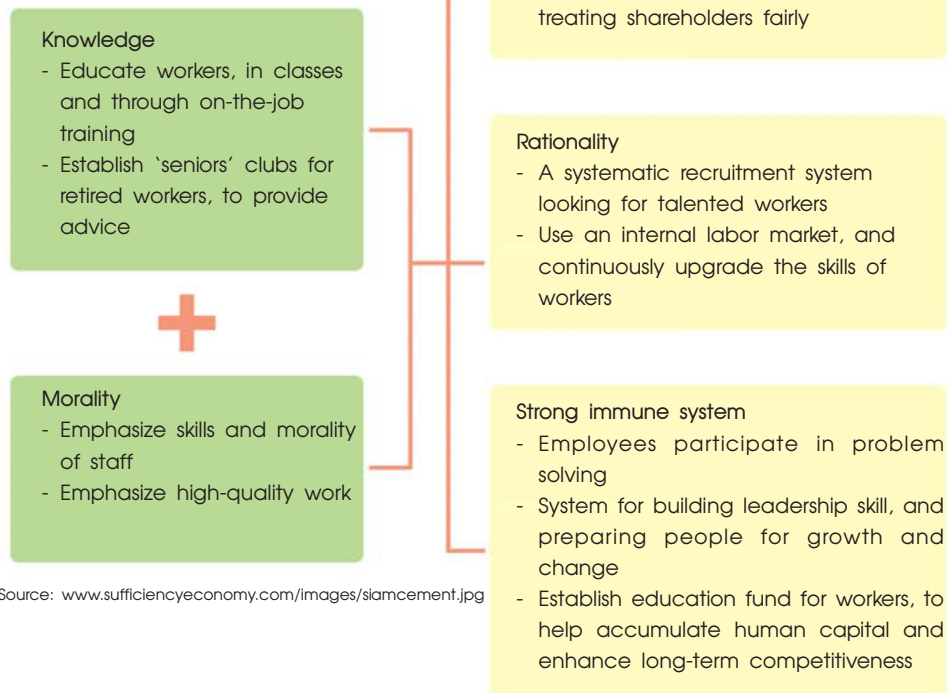 Knowledge
- Educate workers, in classes
and through on-the-job
training
- Establish ‘seniors’ clubs for
retired workers, to provide
advice
Morality
- Emphasize skills and morality
of staff
- Emphasize high-quality work
Source: www.sufficiencyeconomy.com/images/siamcement.jpg
treating shareholders fairly
Rationality
- A systematic recruitment system
looking for talented workers
- Use an internal labor market, and
continuously upgrade the skills of
workers
Strong immune system
- Employees participate in problem
solving
- System for building leadership skill, and
preparing people for growth and
change
- Establish education fund for workers, to
help accumulate human capital and
enhance long-term competitiveness